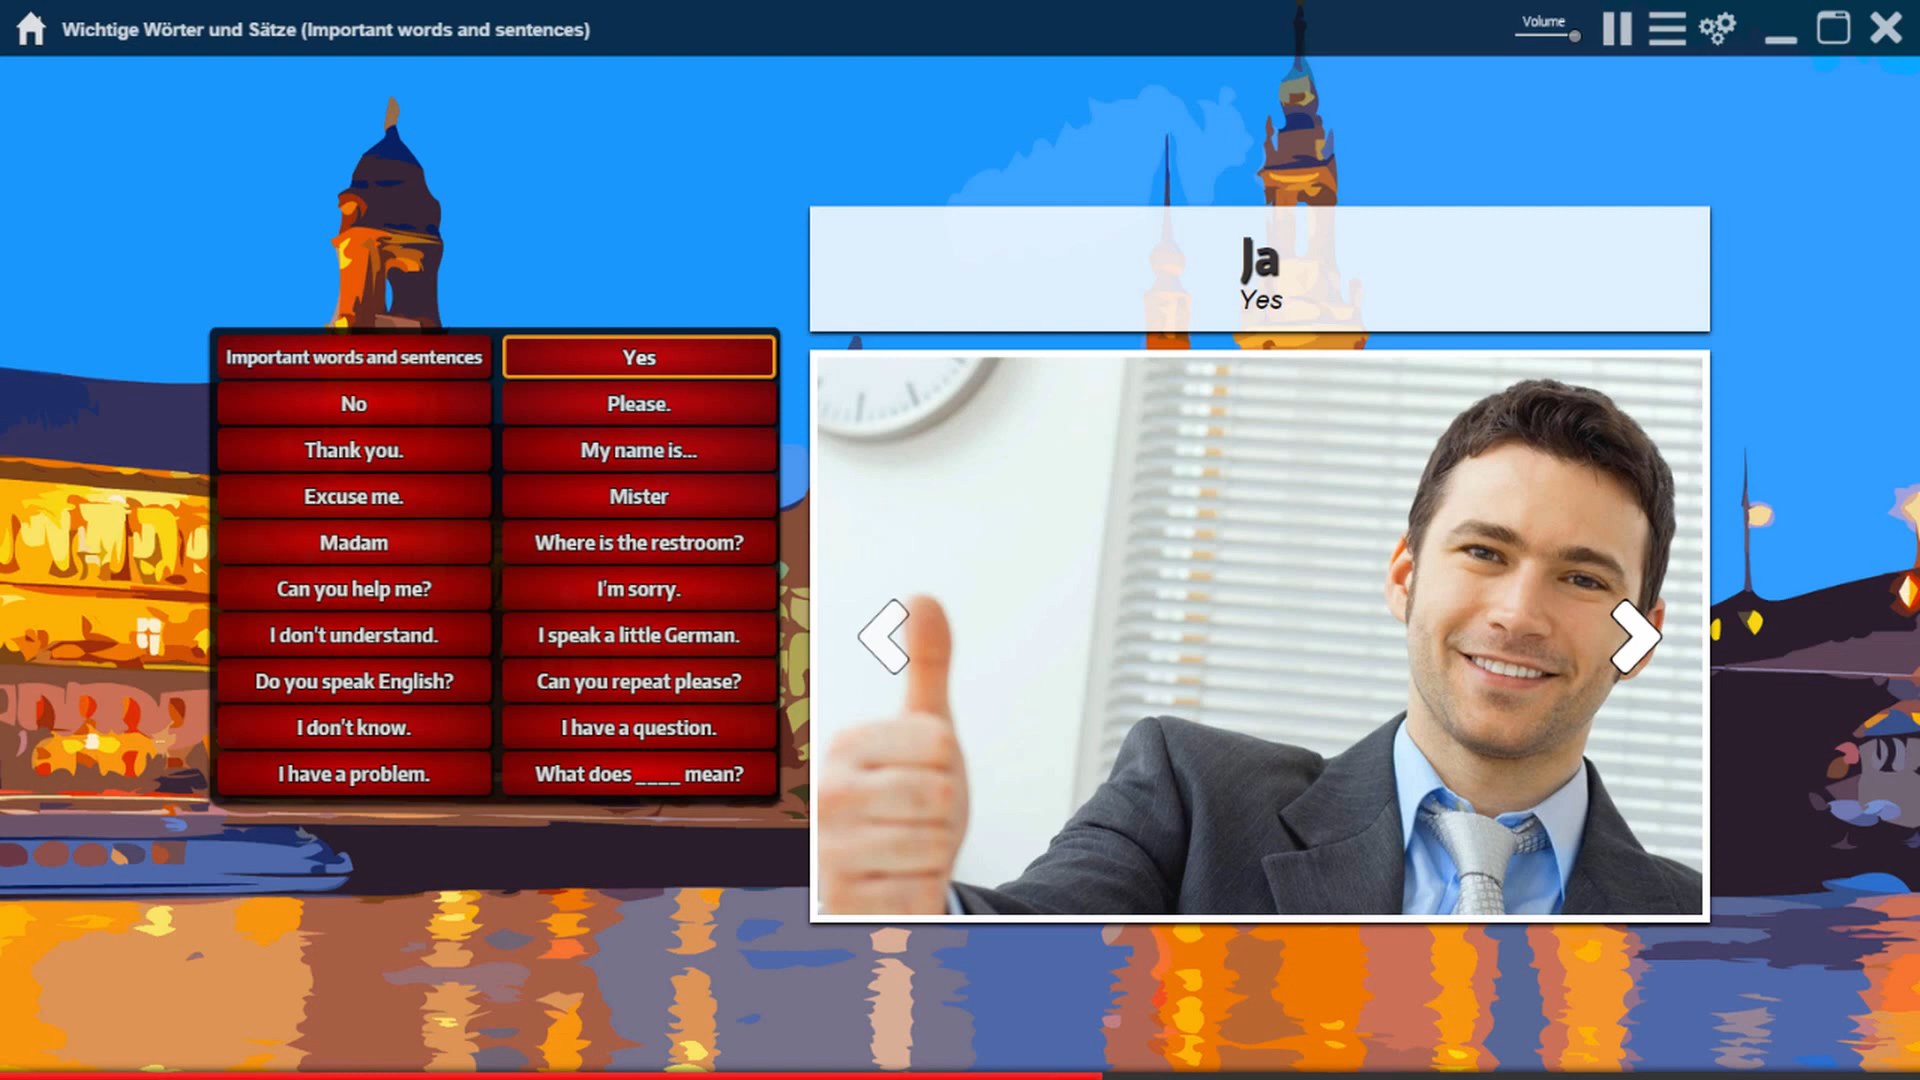 Wichtige Wörter und Sätze (Important words and sentences)
Volume
Ja
Yes
Important words and sentences
Yes
No
Please.
Thank you.
My name is...
Excuse me.
Mister
Madam
Where is the restroom?
Can you help me?
I'm sorry.
I don't understand.
I speak a little German.
Do you speak English?
Can you repeat please?
I don't know.
I have a question.
I have a problem.
What does ____ mean?